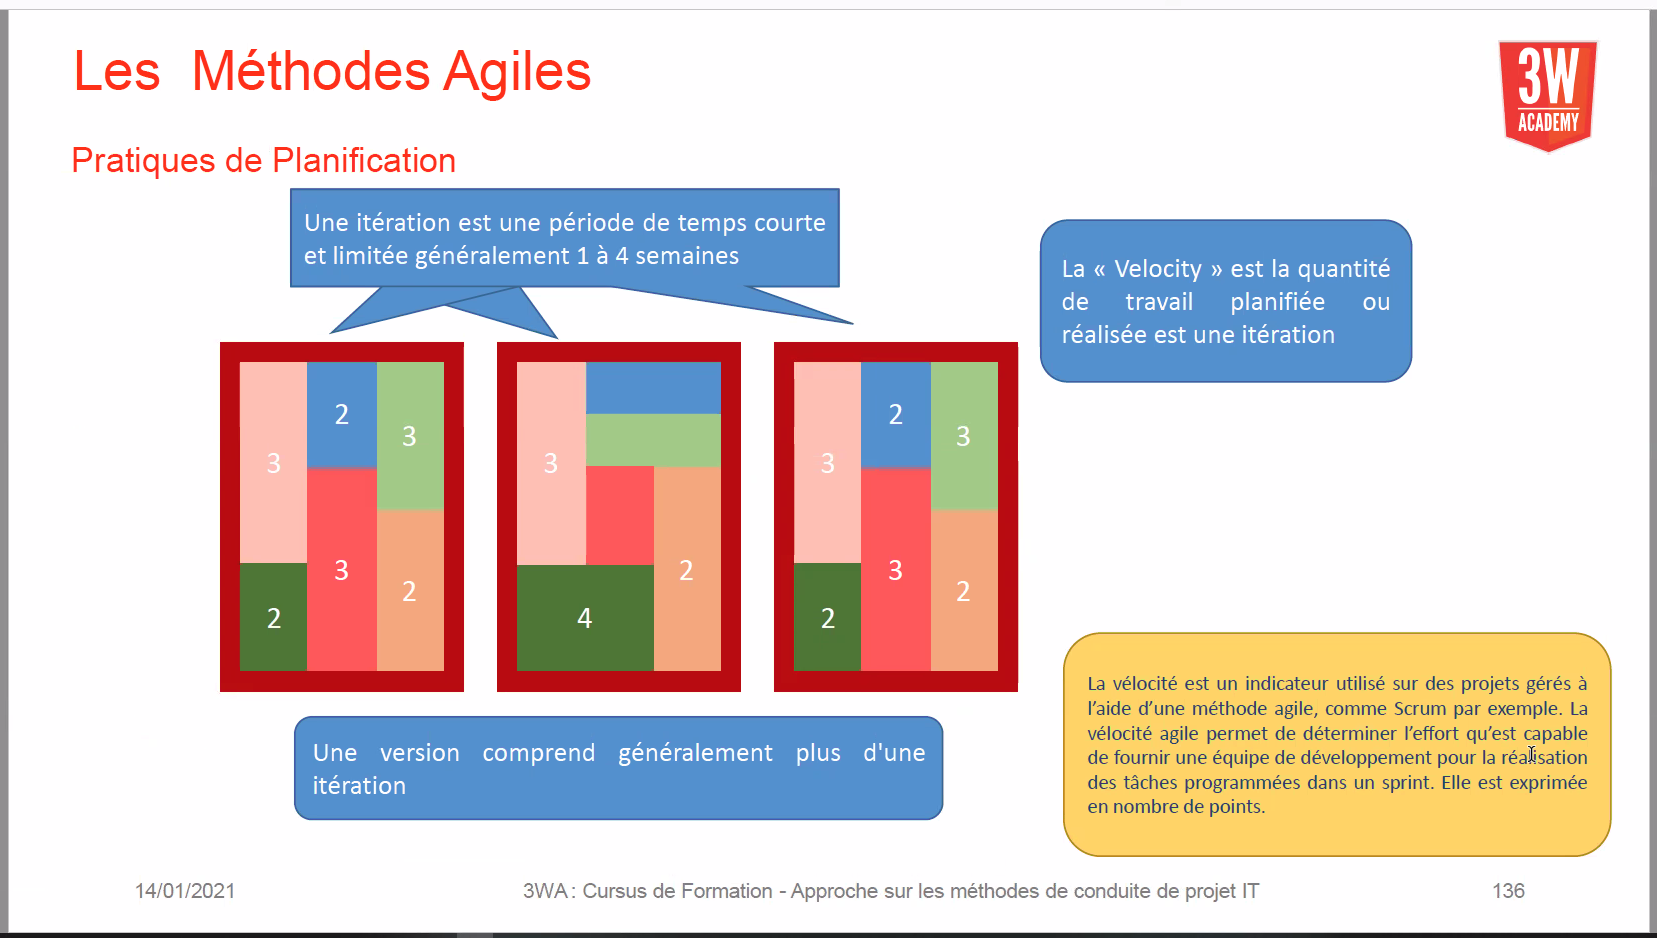 Les Méthodes Agiles
3W
ACADEMY
Pratiques de Planification
Une itération est une période de temps courte
et limitée généralement 1 à 4 semaines
La « Velocity » est la quantité
de travail planifiée ou
réalisée est une itération
3
2
3
2
3
2
3
4
2
3
2
3
2
3
2
Une version comprend généralement plus d'une
itération
La vélocité est un indicateur utilisé sur des projets gérés à
l’aide d’une méthode agile, comme Scrum par exemple. La
vélocité agile permet de déterminer l’effort qu’est capable
de fournir une équipe de développement pour la réalisation
des tâches programmées dans un sprint. Elle est exprimée
en nombre de points.
14/01/2021
3WA : Cursus de Formation - Approche sur les méthodes de conduite de projet IT
136